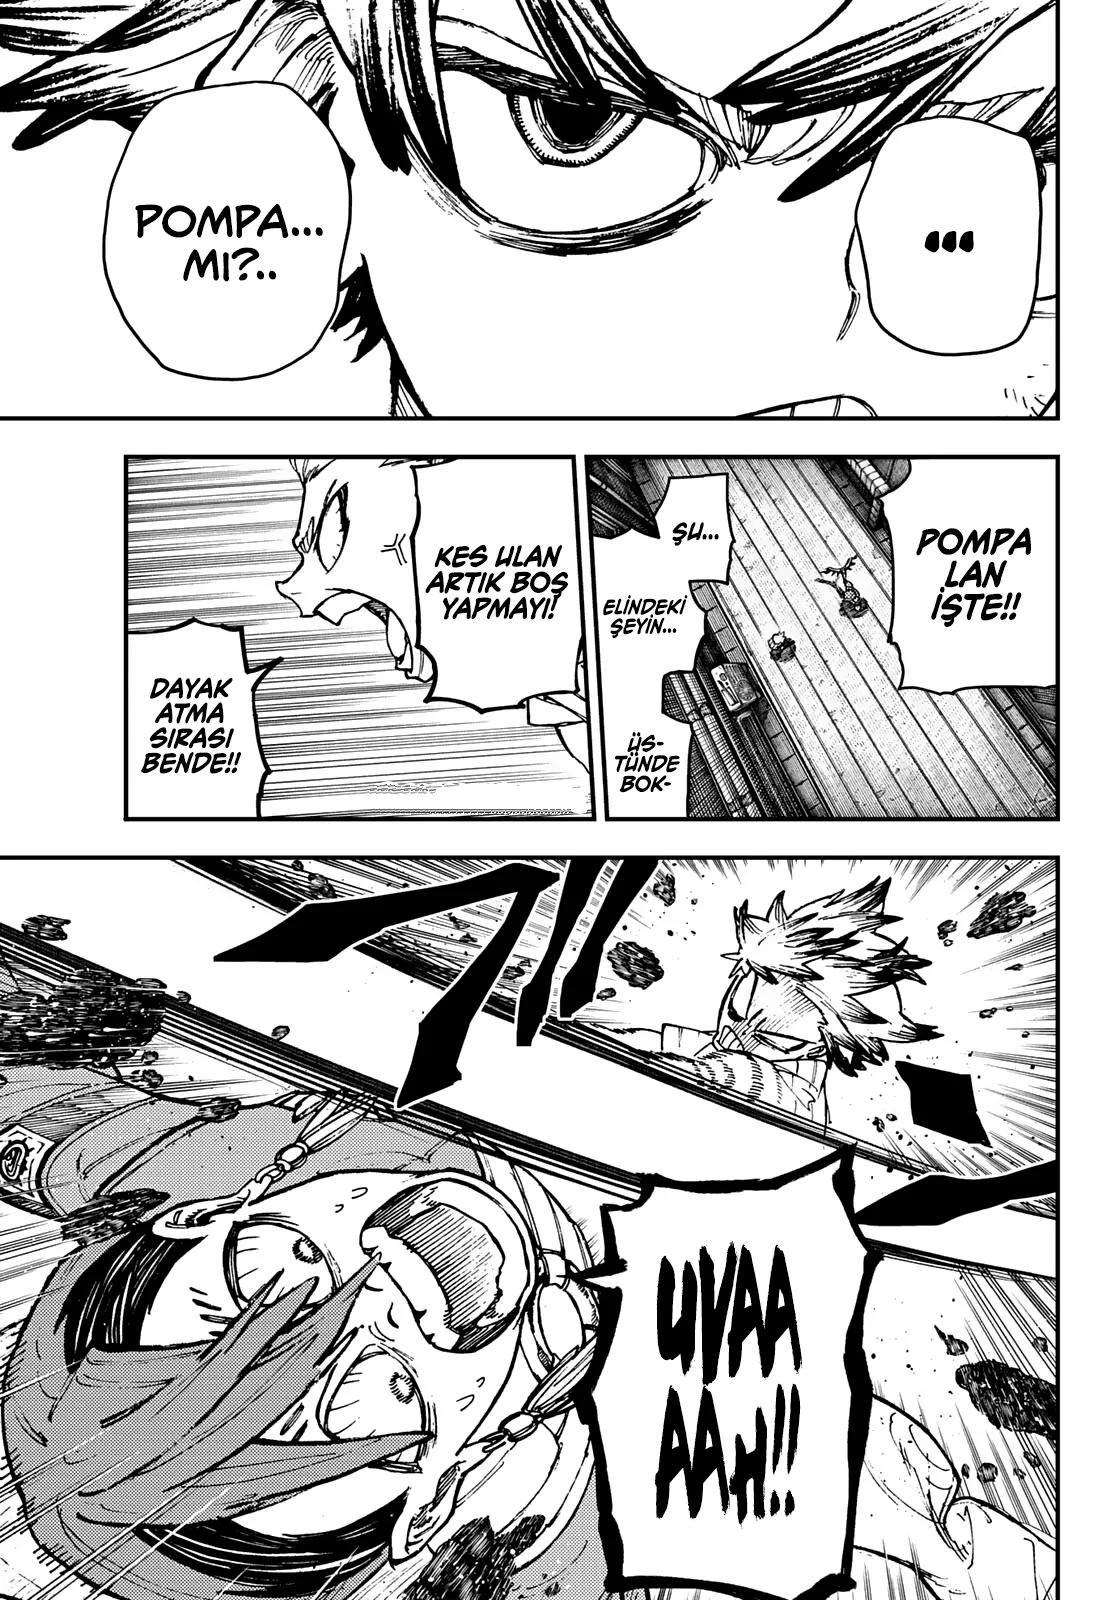 ...
POMPA...
MI?..
POMPA
LAN
İŞTE!!
ŞU...
ELİNDEKİ
ŞEYİN...
ÜS-
TÜNDE
BOK-
KES ULAN
ARTIK BOŞ
YAPMAYI!
DAYAK
ATMA
SIRASI
BENDE!!
UVAA
AAAH!!